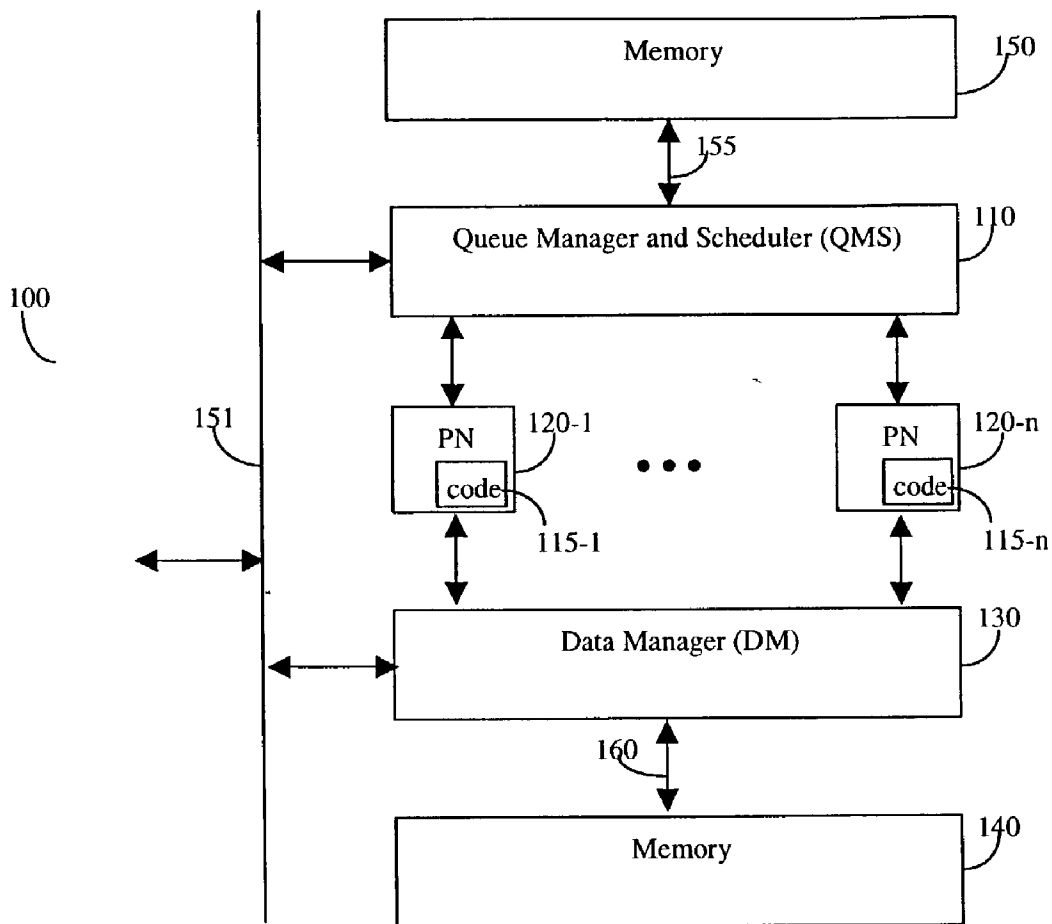 Memory
150
155
Queue Manager and Scheduler (QMS)
110
100
151
PN
code
120-1
115-1
PN
code
120-n
115-n
Data Manager (DM)
130
160
Memory
140